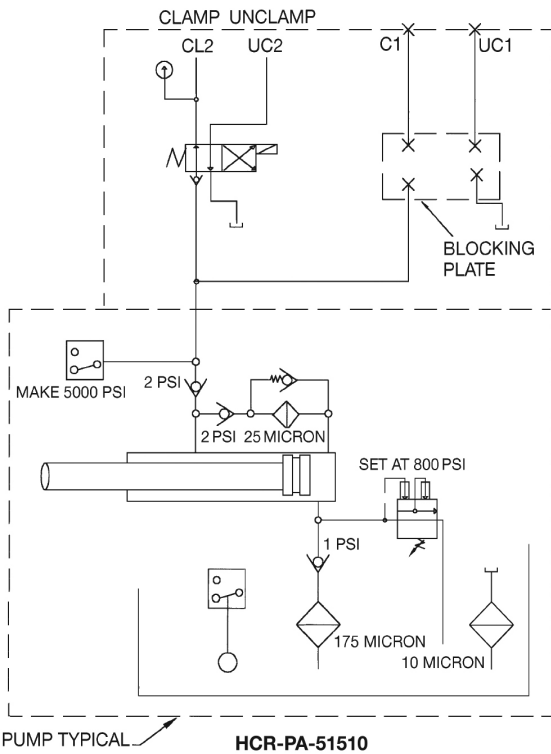 CLAMP UNCLAMP
CL2 UC2 C1 UC1
BLOCKING
PLATE
MAKE 5000 PSI
2 PSI
2 PSI 25 MICRON
SET AT 800 PSI
1 PSI
175 MICRON
10 MICRON
PUMP TYPICAL
HCR-PA-51510